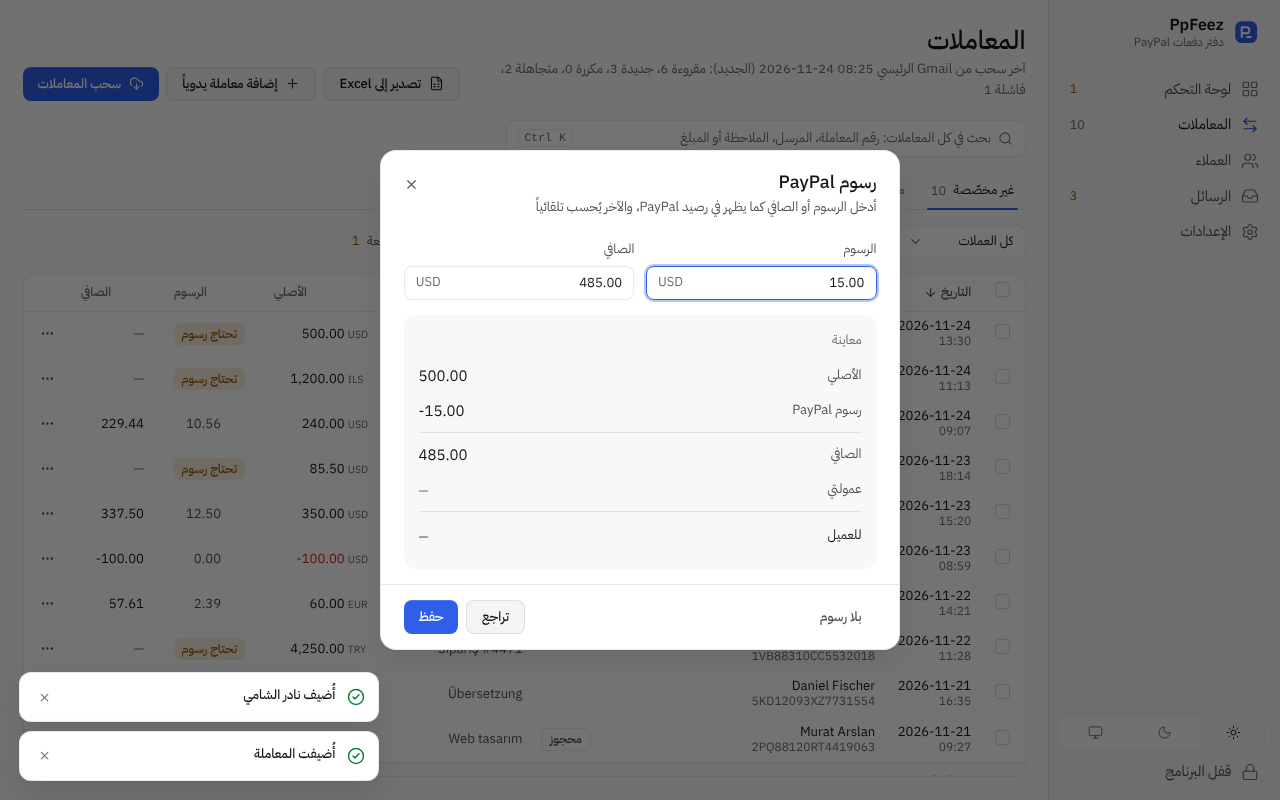 PpFeez
دفتر دفعات PayPal
لوحة التحكم 1
المعاملات 10
العملاء
الرسائل 3
الإعدادات
قفل البرنامج
المعاملات
آخر سحب من Gmail الرئيسي 08:25 24-11-2026 (الجديد): مقروءة 6، جديدة 3، مكررة 0، متجاهلة 2،
فاشلة 1
تصدير إلى Excel
إضافة معاملة يدوياً
سحب المعاملات
بحث في كل المعاملات: رقم المعاملة، المرسل، الملاحظة أو المبلغ
Ctrl K
غير مخصّصة 10
كل العملات
1
التاريخ ↓ الأصلي الرسوم الصافي
2026-11-24 500.00 USD تحتاج رسوم —
13:30
2026-11-24 1,200.00 ILS تحتاج رسوم —
11:13
2026-11-24 240.00 USD 10.56 229.44
09:07
2026-11-23 85.50 USD تحتاج رسوم —
18:14
2026-11-23 350.00 USD 12.50 337.50
15:20
2026-11-23 -100.00 USD 0.00 -100.00
08:59
2026-11-22 60.00 EUR 2.39 57.61
14:21
2026-11-22 Sipariş #4471 4,250.00 TRY تحتاج رسوم —
11:28 1VB88310CC5532018
2026-11-21 Daniel Fischer Übersetzung
16:35 5KD12093XZ7731554
2026-11-21 Murat Arslan محجوز Web tasarım
09:27 2PQ88120RT4419063
رسوم PayPal
أدخل الرسوم أو الصافي كما يظهر في رصيد PayPal، والآخر يُحسب تلقائياً
الرسوم
15.00 USD
الصافي
485.00 USD
معاينة
الأصلي 500.00
رسوم PayPal -15.00
الصافي 485.00
عمولتي —
للعميل —
بلا رسوم
تراجع
حفظ
أُضيف نادر الشامي
أُضيفت المعاملة